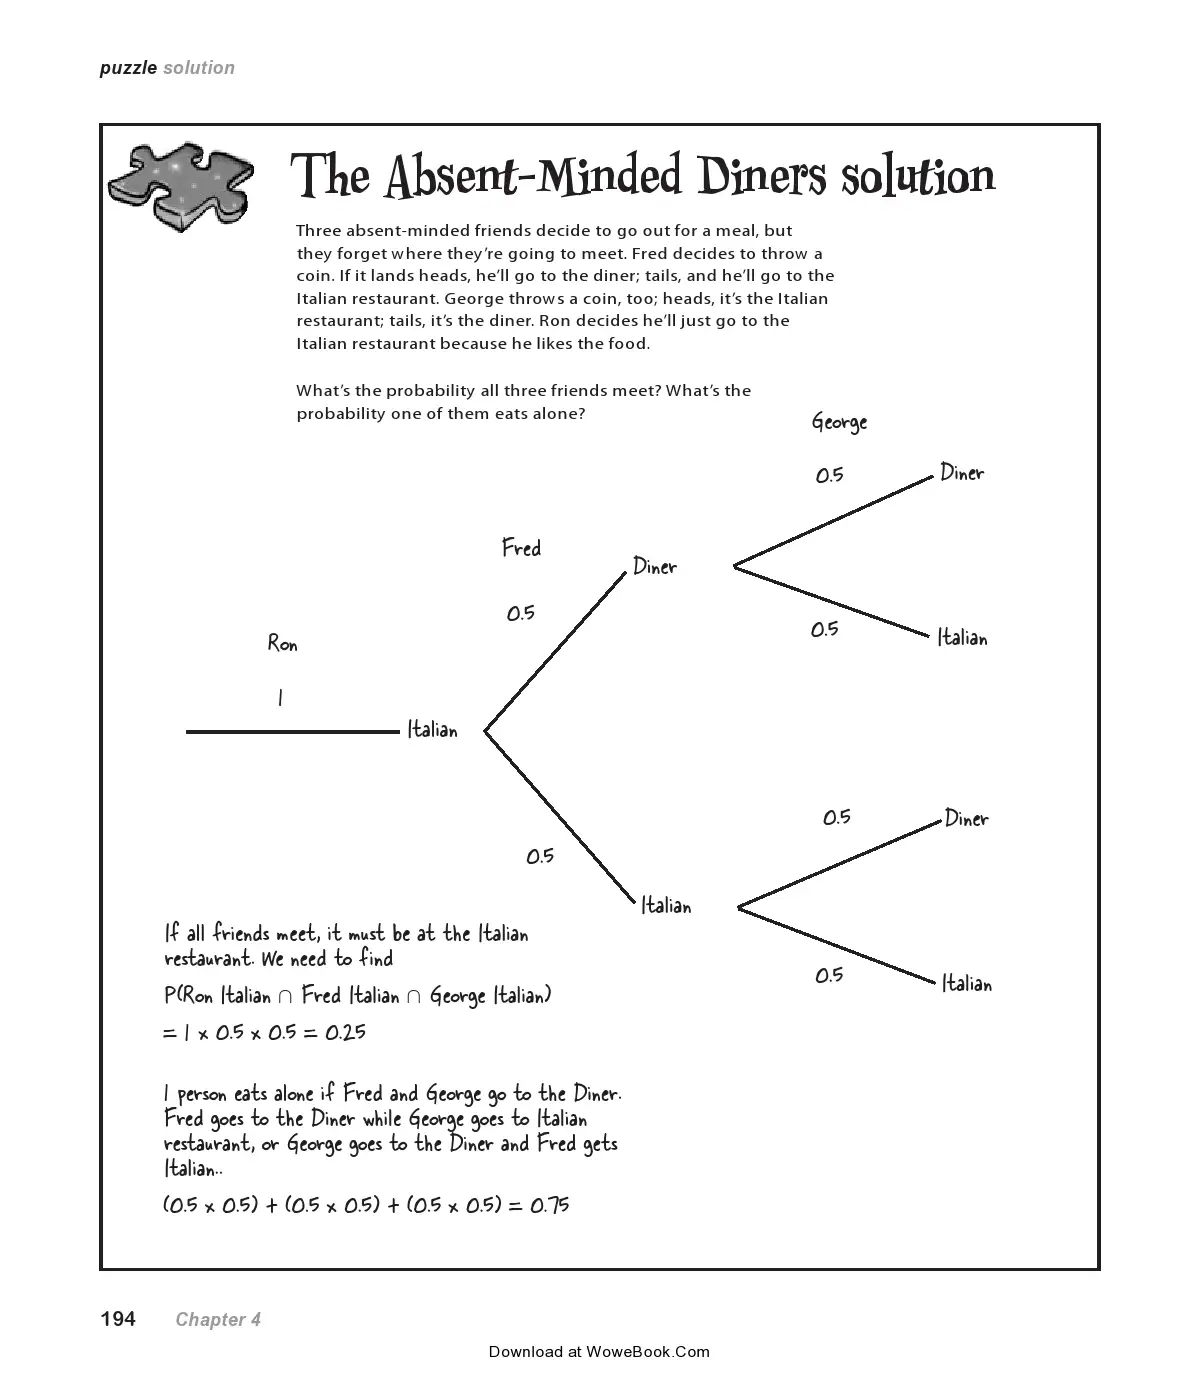 puzzle solution
The Absent-Minded Diners solution
Three absent-minded friends decide to go out for a meal, but
they forget where they're going to meet. Fred decides to throw a
coin. If it lands heads, he'll go to the diner; tails, and he'll go to the
Italian restaurant. George throws a coin, too; heads, it's the Italian
restaurant; tails, it's the diner. Ron decides he'll just go to the
Italian restaurant because he likes the food.
What's the probability all three friends meet? What's the
probability one of them eats alone?
George
0.5
Diner
Fred
Diner
0.5
0.5
Italian
Ron
1
Italian
0.5
Diner
0.5
Italian
0.5
Italian
If all friends meet, it must be at the Italian
restaurant. We need to find
P(Ron Italian ∩ Fred Italian ∩ George Italian)
= 1 x 0.5 x 0.5 = 0.25
1 person eats alone if Fred and George go to the Diner.
Fred goes to the Diner while George goes to Italian
restaurant, or George goes to the Diner and Fred gets
Italian..
(0.5 x 0.5) + (0.5 x 0.5) + (0.5 x 0.5) = 0.75
194 Chapter 4
Download at WoweBook.Com